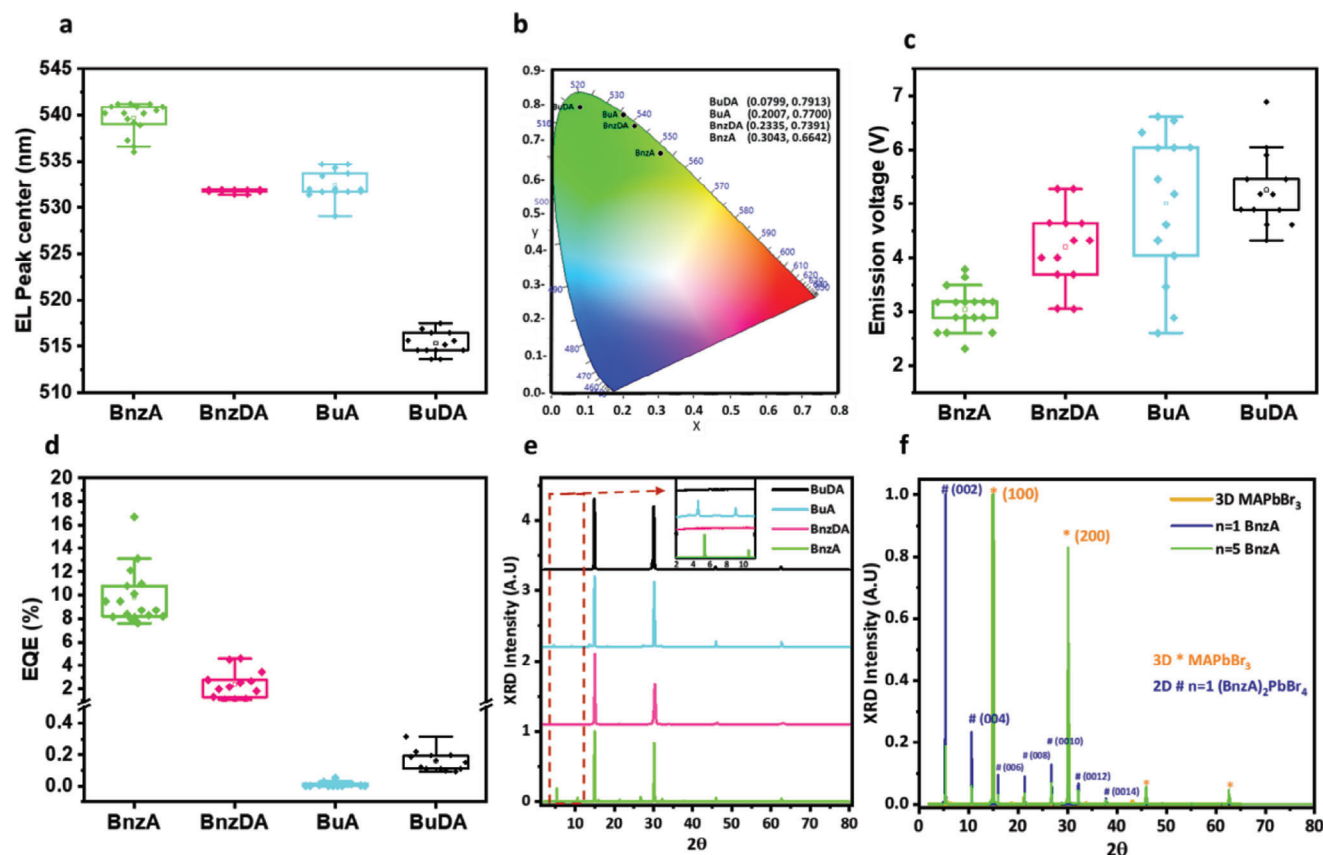 a
545
540
535
530
525
520
515
510
EL Peak center (nm)
BnzA BnzDA BuA BuDA
b
0.9-
0.8-
0.7-
0.6-
0.5-
0.4-
0.3-
0.2-
0.1-
0.0-
y
0.0 0.1 0.2 0.3 0.4 0.5 0.6 0.7 0.8
X
520
530
540
550
560
570
580
590
600
610
620
510
500
490
480
470
460
BuDA
BuA
BnzDA
BnzA
BuDA (0.0799, 0.7913)
BuA (0.2007, 0.7700)
BnzDA (0.2335, 0.7391)
BnzA (0.3043, 0.6642)
c
7
6
5
4
3
2
Emission voltage (V)
BnzA BnzDA BuA BuDA
d
20
18
16
14
12
10
8
6
4
2
0.4
0.2
0.0
EQE (%)
BnzA BnzDA BuA BuDA
e
4
3
2
1
0
XRD Intensity (A.U)
2 4 6 8 10
BuDA
BuA
BnzDA
BnzA
10 20 30 40 50 60 70 80
2θ
f
1.0
0.8
0.6
0.4
0.2
0.0
XRD Intensity (A.U)
# (002)
* (100)
* (200)
# (004)
# (006)
# (008)
# (0010)
# (0012)
# (0014)
*
*
*
3D MAPbBr3
n=1 BnzA
n=5 BnzA
3D * MAPbBr3
2D # n=1 (BnzA)2PbBr4
0 10 20 30 40 50 60 70 80
2θ